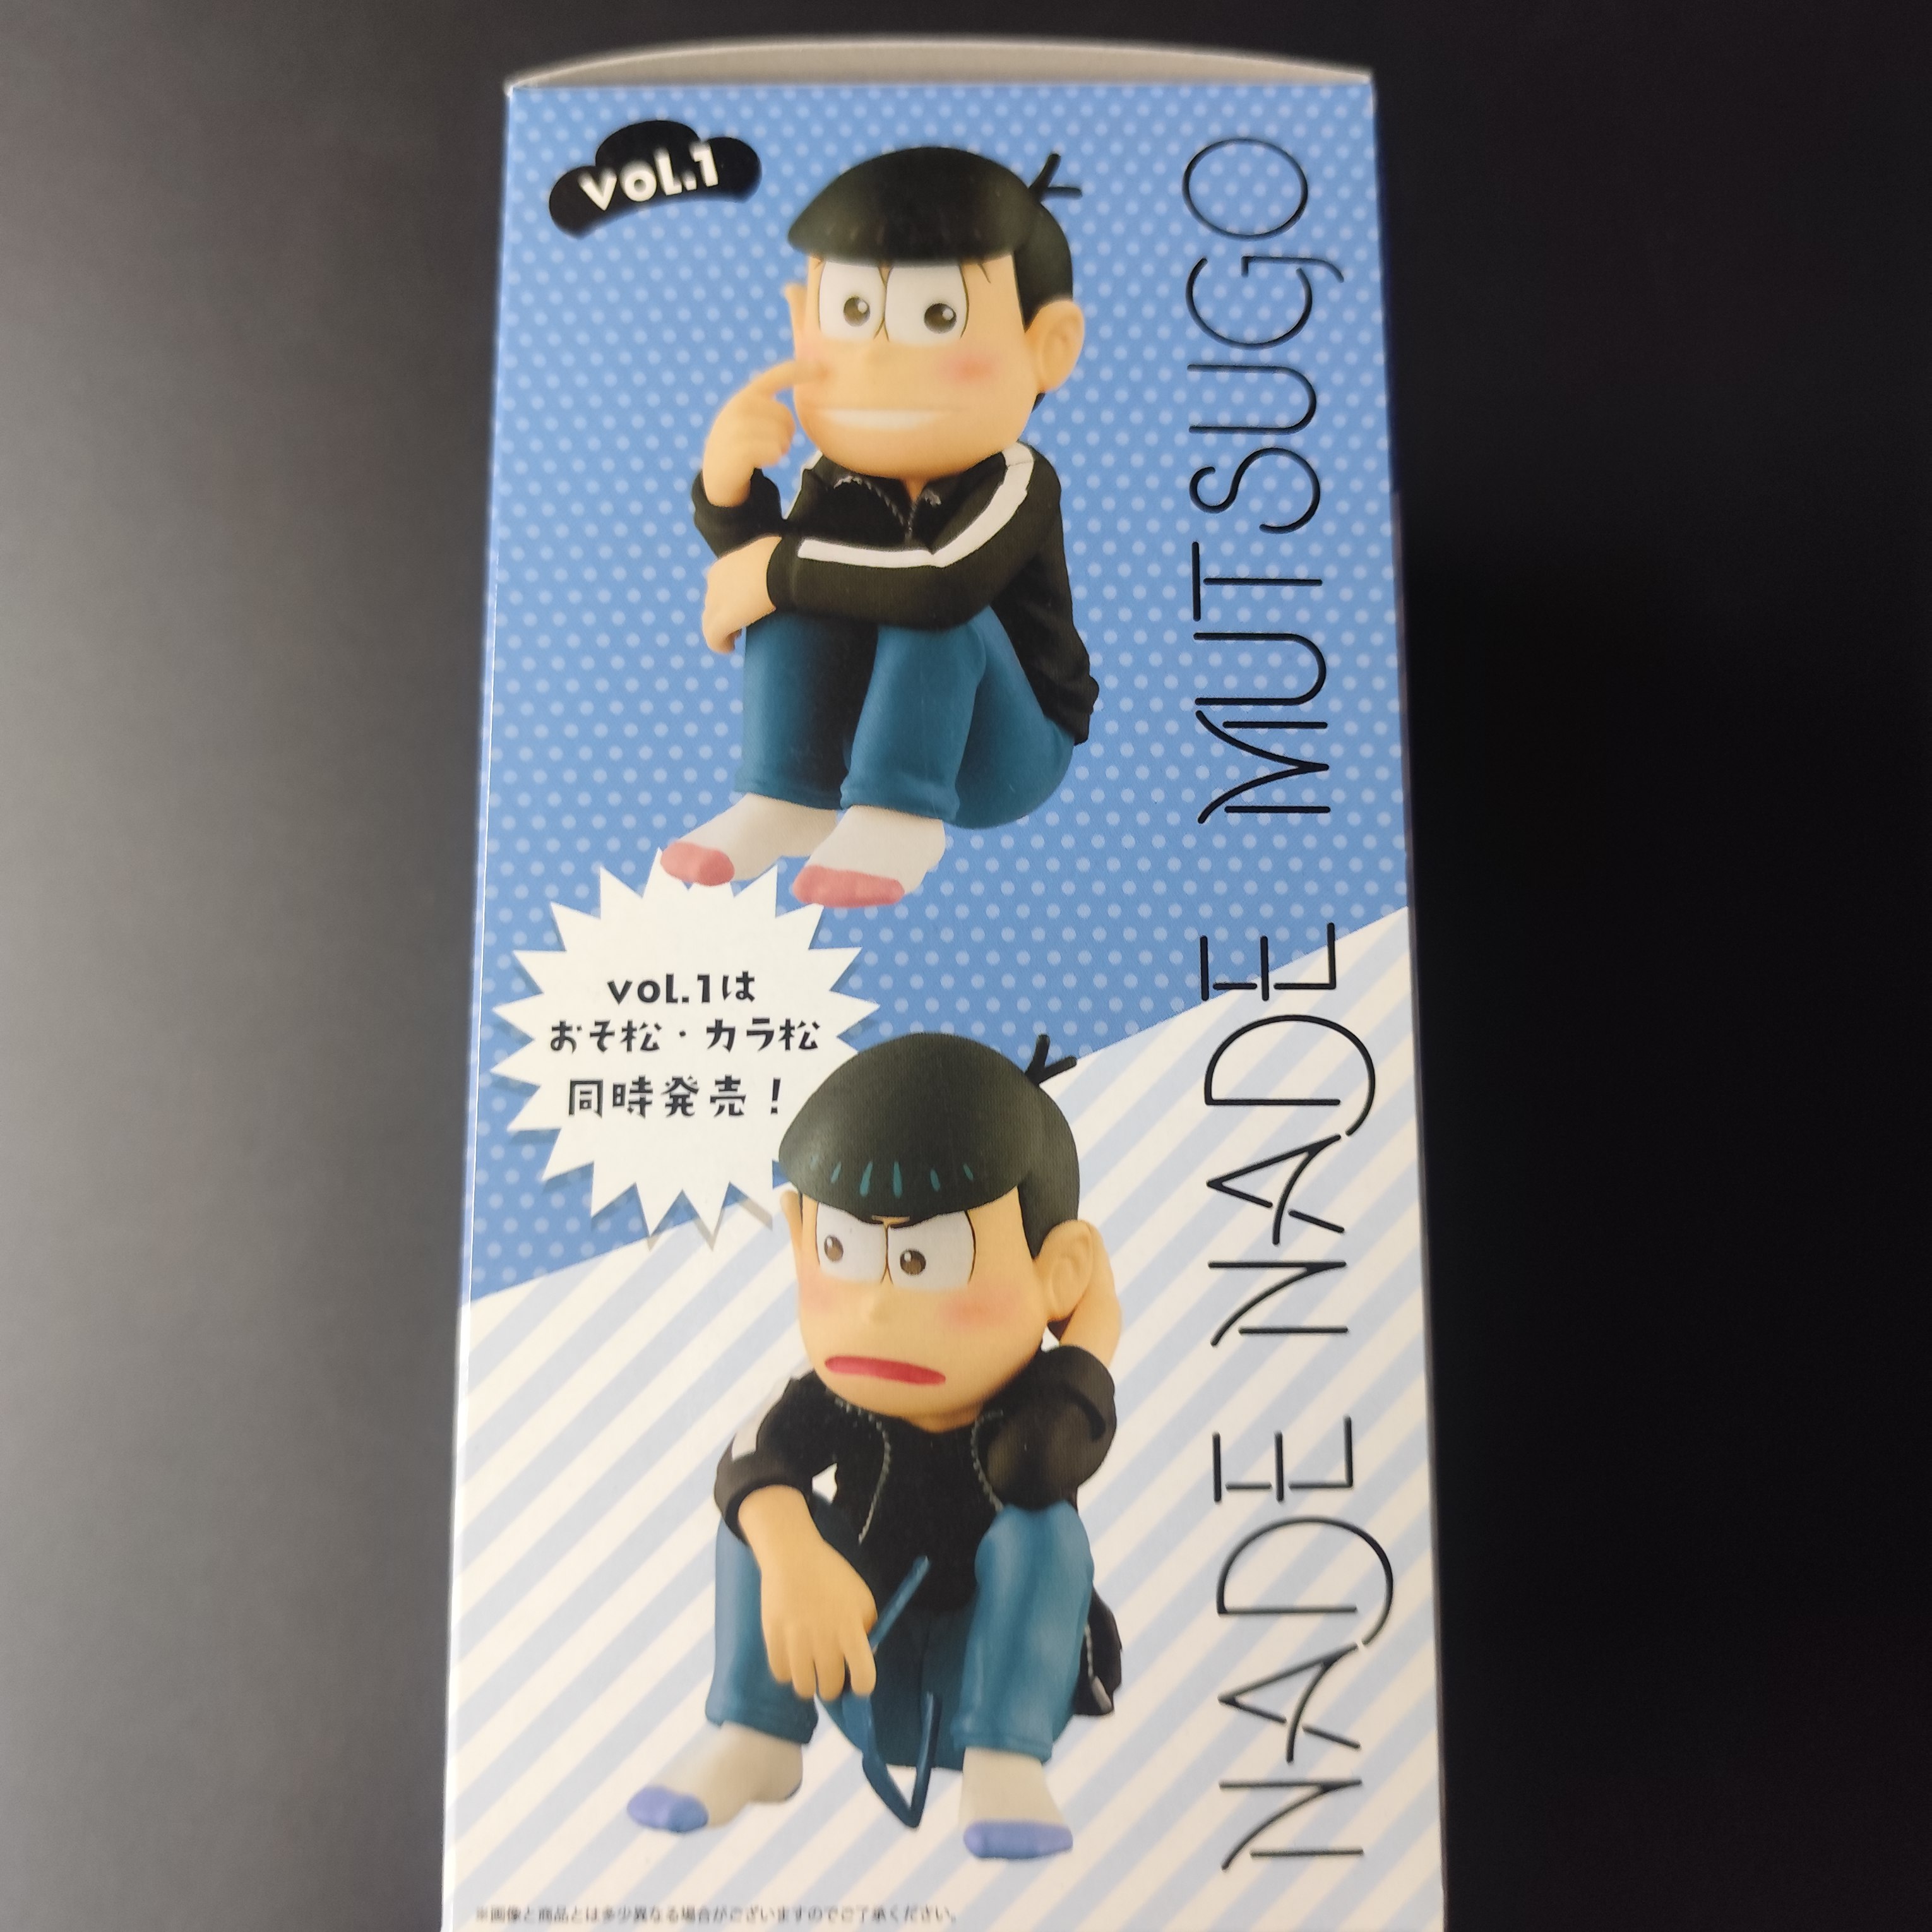 VOL.1
NADE NADE MUTSUGO
vol.1は
おそ松・カラ松
同時発売！
※画像と商品とは多少異なる場合がございますのでご了承ください。